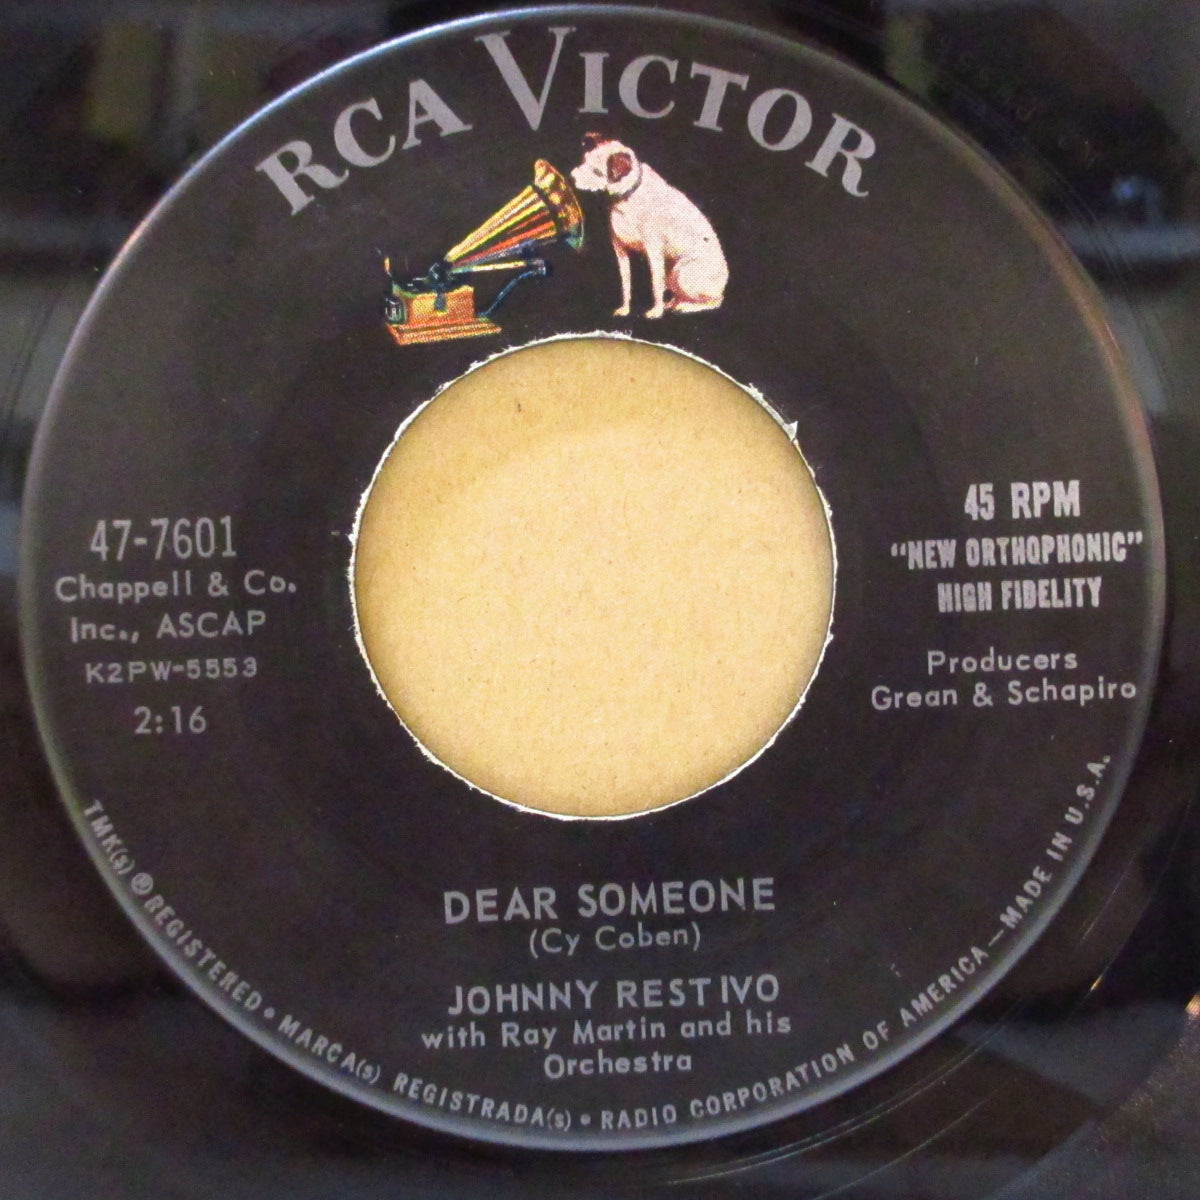 RCA VICTOR
47-7601
Chappell & Co.
Inc., ASCAP
K2PW-5553
2:16
45 RPM
"NEW ORTHOPHONIC"
HIGH FIDELITY
Producers
Grean & Schapiro
DEAR SOMEONE
(Cy Coben)
JOHNNY RESTIVO
with Ray Martin and his
Orchestra
TMK(s) ® REGISTERED • MARCA(s) REGISTRADA(s) • RADIO CORPORATION OF AMERICA — MADE IN U.S.A.